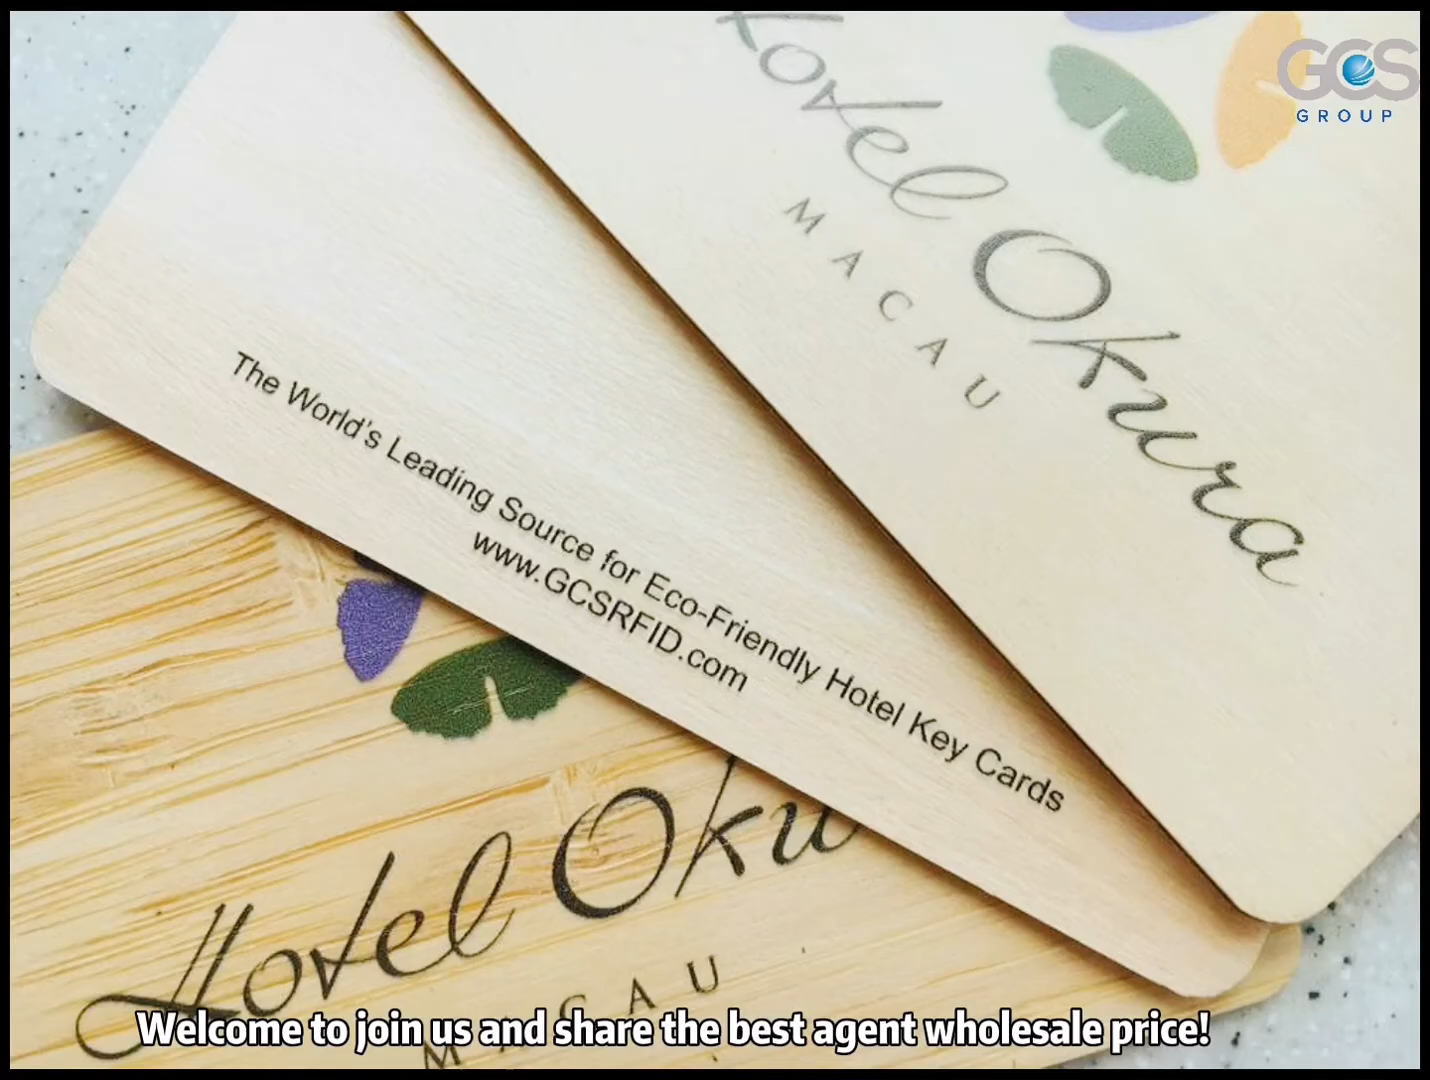 GCS
GROUP
Hotel Okura
MACAU
The World's Leading Source for Eco-Friendly Hotel Key Cards
www.GCSRFID.com
Hotel Oku
MACAU
Welcome to join us and share the best agent wholesale price!